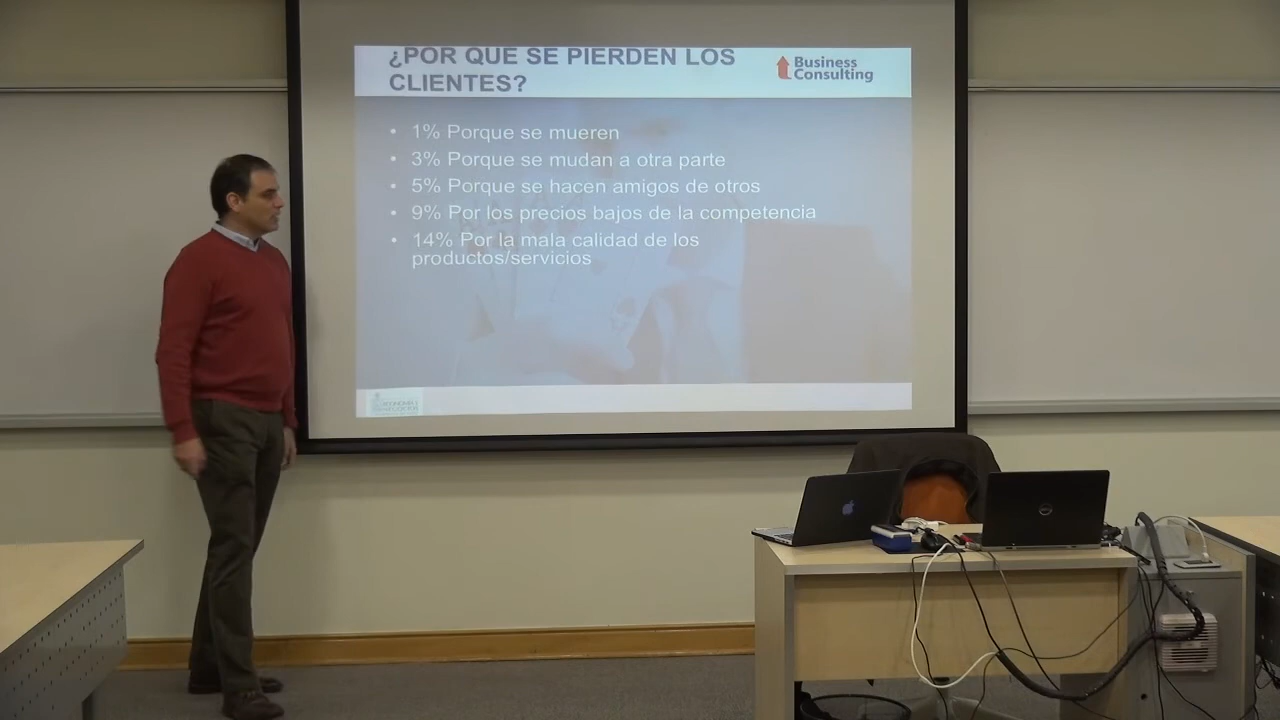 ¿POR QUE SE PIERDEN LOS
CLIENTES?
Business
Consulting
• 1% Porque se mueren
• 3% Porque se mudan a otra parte
• 5% Porque se hacen amigos de otros
• 9% Por los precios bajos de la competencia
• 14% Por la mala calidad de los
productos/servicios